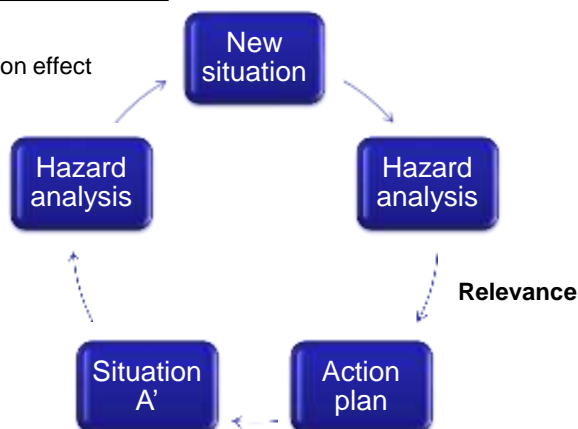 New
situation
on effect
Hazard
analysis
Hazard
analysis
Relevance
Situation
A’
Action
plan